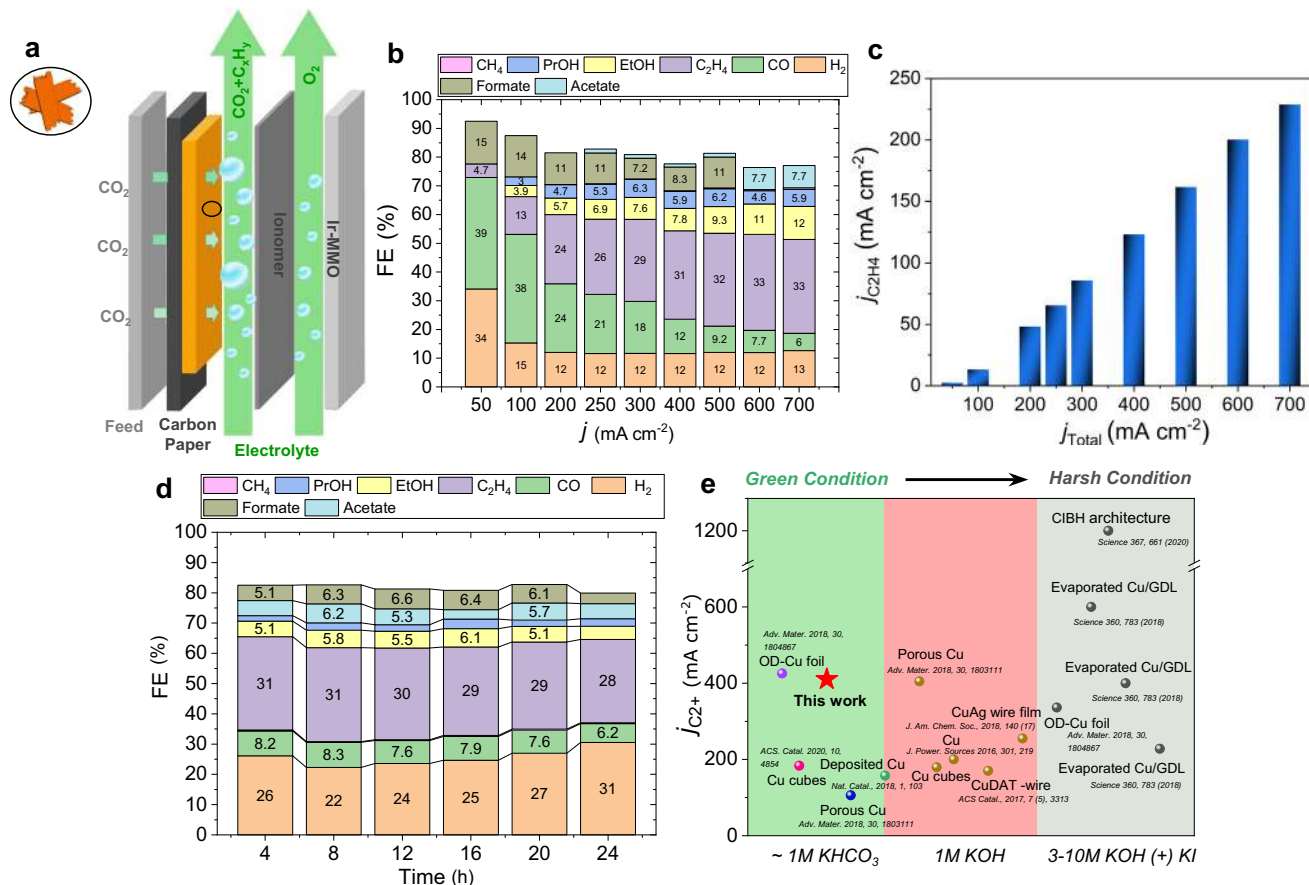 a
CO2+CxHy
O2
CO2
CO2
CO2
Ionomer
Ir-MMO
Feed
Carbon
Paper
Electrolyte
b
CH4 PrOH EtOH C2H4 CO H2
Formate Acetate
FE (%)
100
90
80
70
60
50
40
30
20
10
0
15
4.7
39
34
14
3
3.9
13
38
15
11
4.7
5.7
24
24
12
11
5.3
6.9
26
21
12
7.2
6.3
7.6
29
18
12
8.3
5.9
7.8
31
12
12
11
6.2
9.3
32
9.2
12
7.7
4.6
11
33
7.7
12
7.7
5.9
12
33
6
13
50 100 200 250 300 400 500 600 700
j (mA cm-2)
c
jC2H4 (mA cm-2)
250
200
150
100
50
0
100 200 300 400 500 600 700
jTotal (mA cm-2)
d
CH4 PrOH EtOH C2H4 CO H2
Formate Acetate
FE (%)
100
90
80
70
60
50
40
30
20
10
0
5.1
5.1
31
8.2
26
6.3
6.2
5.8
31
8.3
22
6.6
5.3
5.5
30
7.6
24
6.4
6.1
29
7.9
25
6.1
5.7
5.1
29
7.6
27
28
6.2
31
4 8 12 16 20 24
Time (h)
e
Green Condition Harsh Condition
jC2+ (mA cm-2)
1200
600
400
200
0
CIBH architecture
Science 367, 661 (2020)
Evaporated Cu/GDL
Science 360, 783 (2018)
Adv. Mater. 2018, 30,
1804867
OD-Cu foil
This work
Porous Cu
Adv. Mater. 2018, 30, 1803111
Evaporated Cu/GDL
Science 360, 783 (2018)
CuAg wire film
J. Am. Chem. Soc., 2018, 140 (17)
OD-Cu foil
Adv. Mater. 2018, 30,
1804867
Cu
J. Power. Sources 2016, 301, 219
ACS. Catal. 2020, 10,
4854
Cu cubes
Deposited Cu
Nat. Catal., 2018, 1, 103
Cu cubes
CuDAT -wire
ACS Catal., 2017, 7 (5), 3313
Evaporated Cu/GDL
Science 360, 783 (2018)
Porous Cu
Adv. Mater. 2018, 30, 1803111
~ 1M KHCO3 1M KOH 3-10M KOH (+) KI